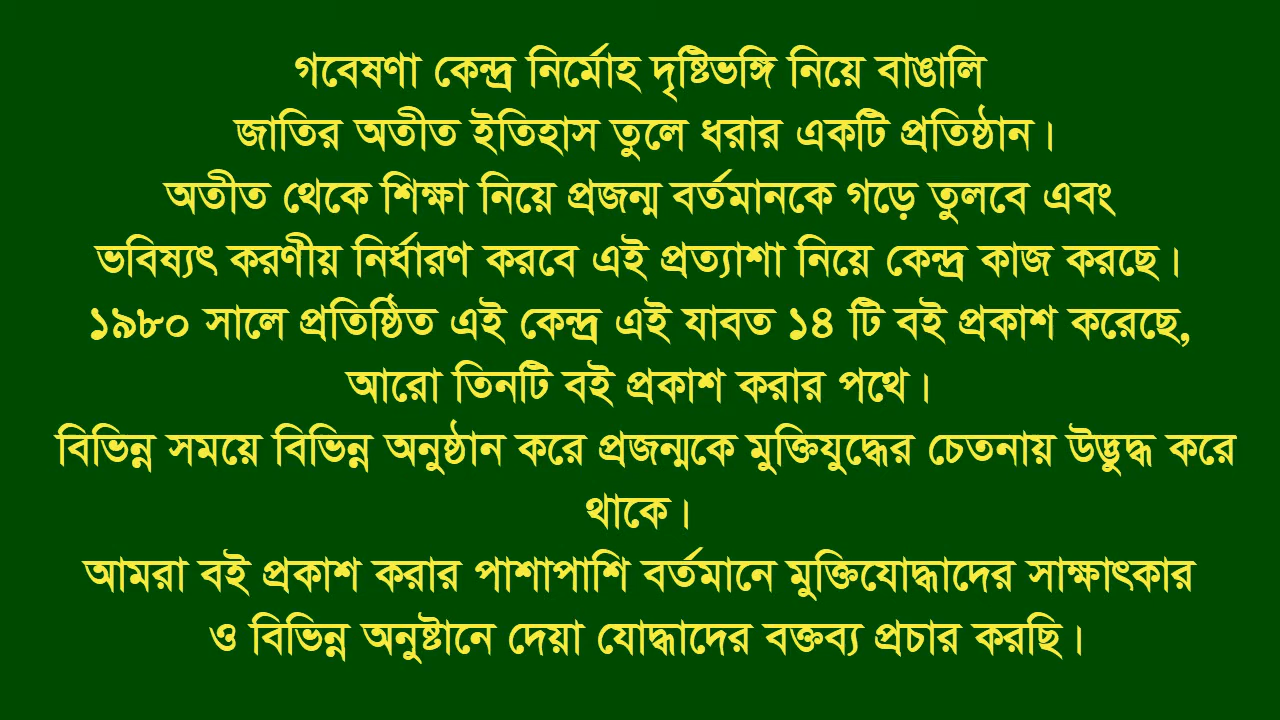 গবেষণা কেন্দ্র নির্মোহ দৃষ্টিভঙ্গি নিয়ে বাঙালি
জাতির অতীত ইতিহাস তুলে ধরার একটি প্রতিষ্ঠান।
অতীত থেকে শিক্ষা নিয়ে প্রজন্ম বর্তমানকে গড়ে তুলবে এবং
ভবিষ্যৎ করণীয় নির্ধারণ করবে এই প্রত্যাশা নিয়ে কেন্দ্র কাজ করছে।
১৯৮০ সালে প্রতিষ্ঠিত এই কেন্দ্র এই যাবত ১৪ টি বই প্রকাশ করেছে,
আরো তিনটি বই প্রকাশ করার পথে।
বিভিন্ন সময়ে বিভিন্ন অনুষ্ঠান করে প্রজন্মকে মুক্তিযুদ্ধের চেতনায় উদ্ভুদ্ধ করে
থাকে।
আমরা বই প্রকাশ করার পাশাপাশি বর্তমানে মুক্তিযোদ্ধাদের সাক্ষাৎকার
ও বিভিন্ন অনুষ্টানে দেয়া যোদ্ধাদের বক্তব্য প্রচার করছি।